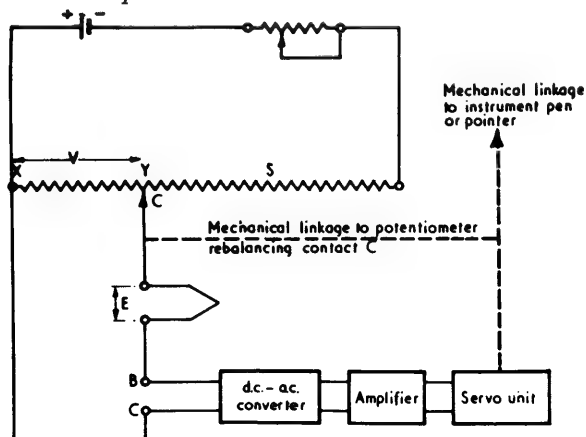 + -
Mechanical linkage
to instrument pen
or pointer
X V Y S
C
Mechanical linkage to potentiometer
rebalancing contact C
E
B
C
d.c.-a.c.
converter
Amplifier
Servo unit